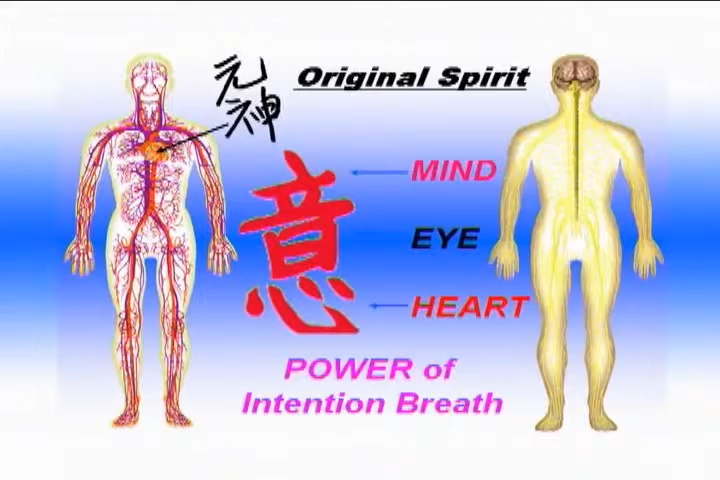 元神
Original Spirit
意
MIND
EYE
HEART
POWER of
Intention Breath